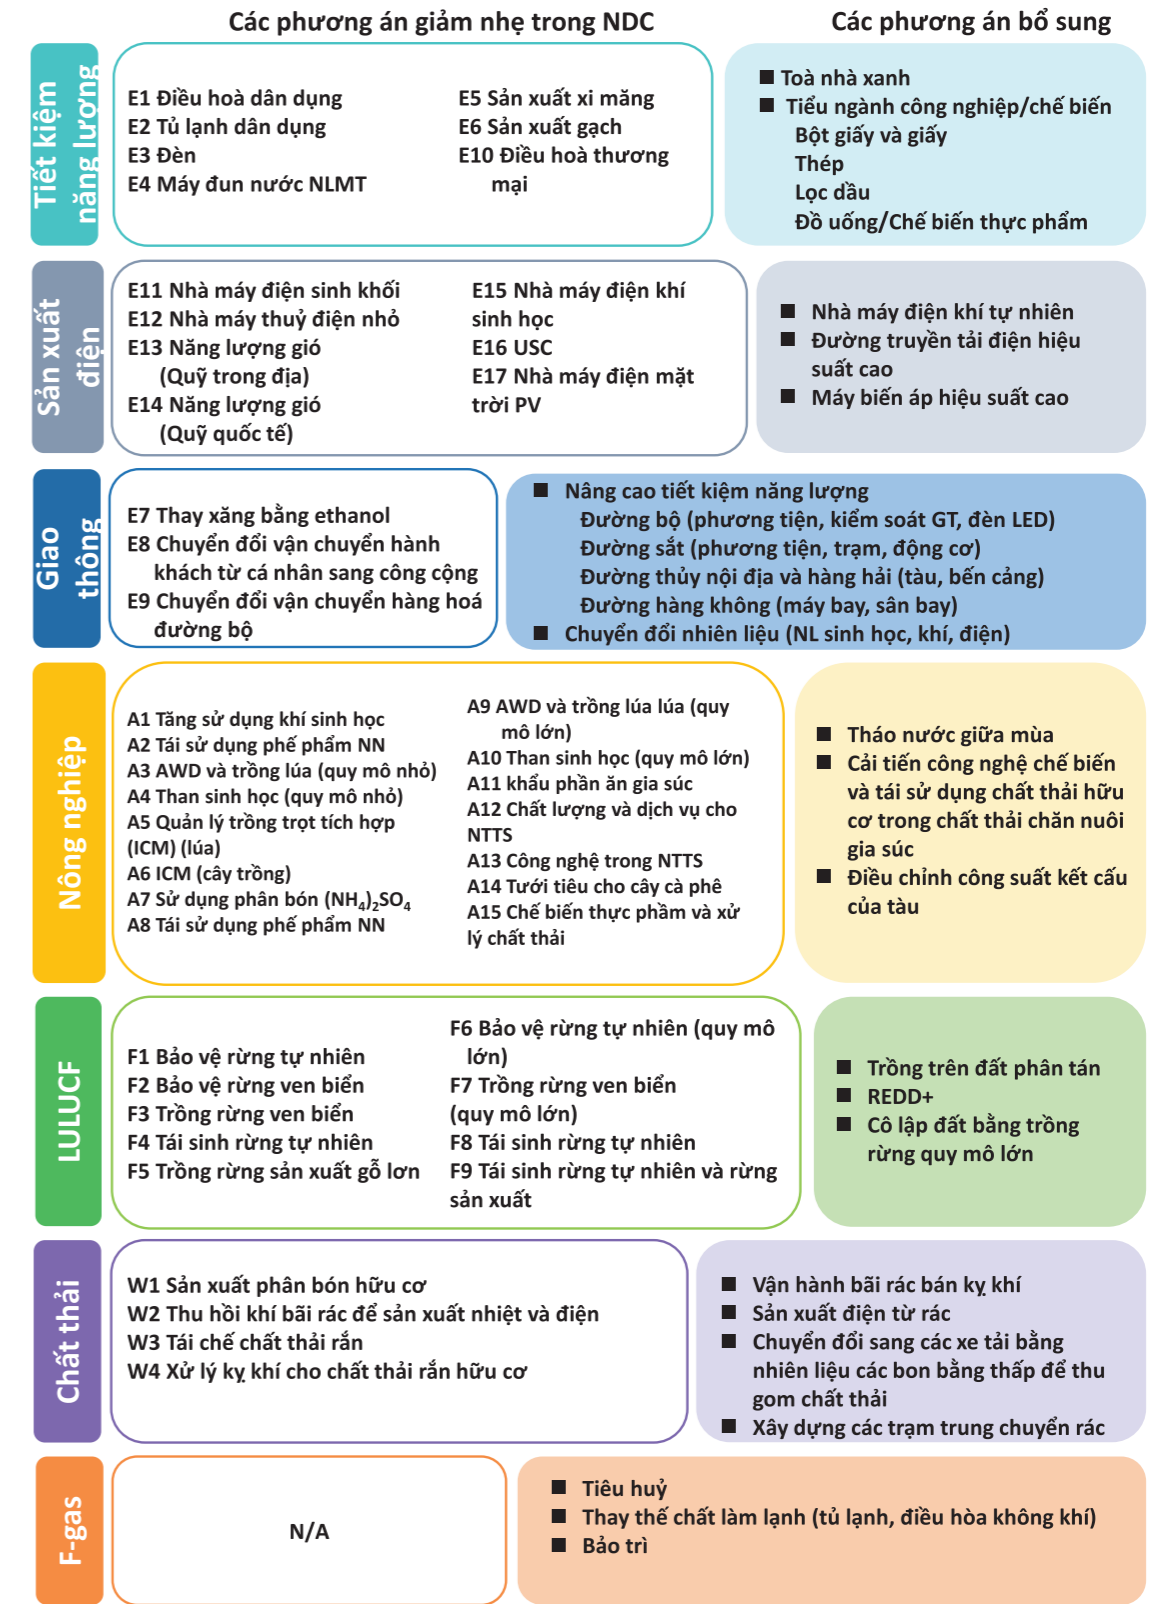 Các phương án giảm nhẹ trong NDC
Các phương án bổ sung
Tiết kiệm
năng lượng
E1 Điều hoà dân dụng
E2 Tủ lạnh dân dụng
E3 Đèn
E4 Máy đun nước NLMT
E5 Sản xuất xi măng
E6 Sản xuất gạch
E10 Điều hoà thương
mại
■ Toà nhà xanh
■ Tiểu ngành công nghiệp/chế biến
Bột giấy và giấy
Thép
Lọc dầu
Đồ uống/Chế biến thực phẩm
Sản xuất
điện
E11 Nhà máy điện sinh khối
E12 Nhà máy thuỷ điện nhỏ
E13 Năng lượng gió
(Quỹ trong địa)
E14 Năng lượng gió
(Quỹ quốc tế)
E15 Nhà máy điện khí
sinh học
E16 USC
E17 Nhà máy điện mặt
trời PV
■ Nhà máy điện khí tự nhiên
■ Đường truyền tải điện hiệu
suất cao
■ Máy biến áp hiệu suất cao
Giao
thông
E7 Thay xăng bằng ethanol
E8 Chuyển đổi vận chuyển hành
khách từ cá nhân sang công cộng
E9 Chuyển đổi vận chuyển hàng hoá
đường bộ
■ Nâng cao tiết kiệm năng lượng
Đường bộ (phương tiện, kiểm soát GT, đèn LED)
Đường sắt (phương tiện, trạm, động cơ)
Đường thủy nội địa và hàng hải (tàu, bến cảng)
Đường hàng không (máy bay, sân bay)
■ Chuyển đổi nhiên liệu (NL sinh học, khí, điện)
Nông nghiệp
A1 Tăng sử dụng khí sinh học
A2 Tái sử dụng phế phẩm NN
A3 AWD và trồng lúa (quy mô nhỏ)
A4 Than sinh học (quy mô nhỏ)
A5 Quản lý trồng trọt tích hợp
(ICM) (lúa)
A6 ICM (cây trồng)
A7 Sử dụng phân bón (NH₄)₂SO₄
A8 Tái sử dụng phế phẩm NN
A9 AWD và trồng lúa lúa (quy
mô lớn)
A10 Than sinh học (quy mô lớn)
A11 khẩu phần ăn gia súc
A12 Chất lượng và dịch vụ cho
NTTS
A13 Công nghệ trong NTTS
A14 Tưới tiêu cho cây cà phê
A15 Chế biến thực phầm và xử
lý chất thải
■ Tháo nước giữa mùa
■ Cải tiến công nghệ chế biến
và tái sử dụng chất thải hữu
cơ trong chất thải chăn nuôi
gia súc
■ Điều chỉnh công suất kết cấu
của tàu
LULUCF
F1 Bảo vệ rừng tự nhiên
F2 Bảo vệ rừng ven biển
F3 Trồng rừng ven biển
F4 Tái sinh rừng tự nhiên
F5 Trồng rừng sản xuất gỗ lơn
F6 Bảo vệ rừng tự nhiên (quy mô
lớn)
F7 Trồng rừng ven biển
(quy mô lớn)
F8 Tái sinh rừng tự nhiên
F9 Tái sinh rừng tự nhiên và rừng
sản xuất
■ Trồng trên đất phân tán
■ REDD+
■ Cô lập đất bằng trồng
rừng quy mô lớn
Chất thải
W1 Sản xuất phân bón hữu cơ
W2 Thu hồi khí bãi rác để sản xuất nhiệt và điện
W3 Tái chế chất thải rắn
W4 Xử lý kỵ khí cho chất thải rắn hữu cơ
■ Vận hành bãi rác bán kỵ khí
■ Sản xuất điện từ rác
■ Chuyển đổi sang các xe tải bằng
nhiên liệu các bon bằng thấp để thu
gom chất thải
■ Xây dựng các trạm trung chuyển rác
F-gas
N/A
■ Tiêu huỷ
■ Thay thế chất làm lạnh (tủ lạnh, điều hòa không khí)
■ Bảo trì